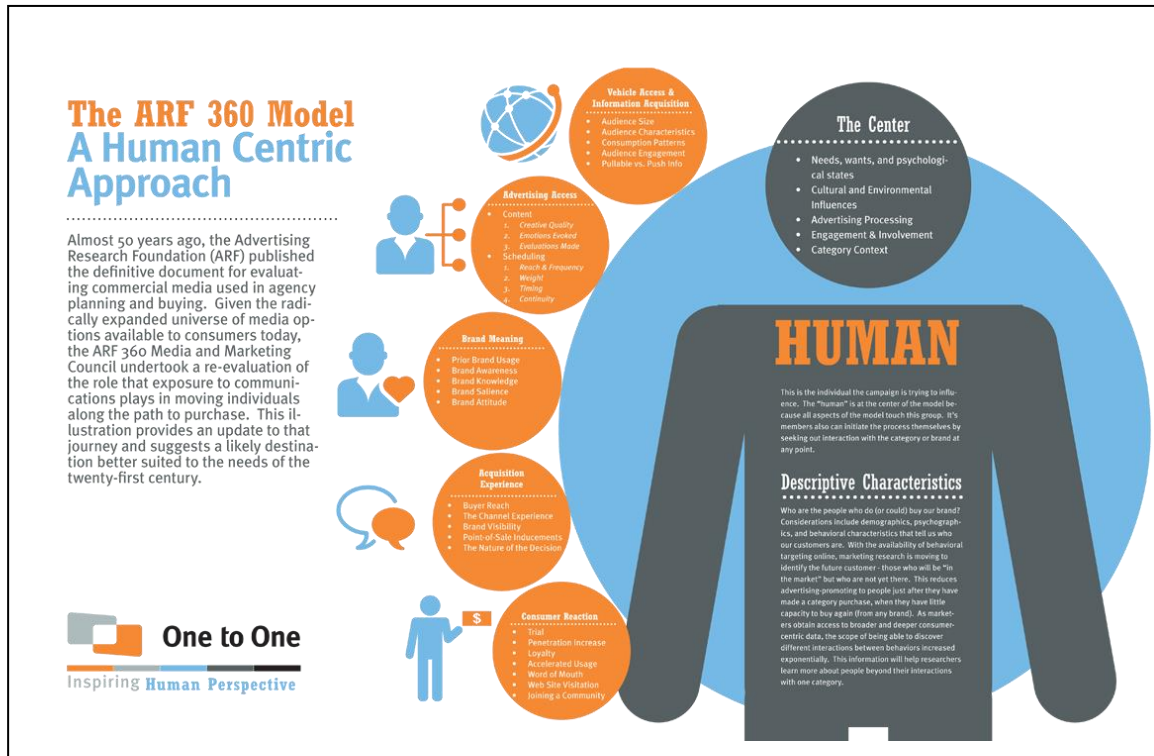 The ARF 360 Model
A Human Centric
Approach
Almost 50 years ago, the Advertising
Research Foundation (ARF) published
the definitive document for evaluat-
ing commercial media used in agency
planning and buying. Given the radi-
cally expanded universe of media op-
tions available to consumers today,
the ARF 360 Media and Marketing
Council undertook a re-evaluation of
the role that exposure to communi-
cations plays in moving individuals
along the path to purchase. This il-
lustration provides an update to that
journey and suggests a likely destina-
tion better suited to the needs of the
twenty-first century.
One to One
Inspiring Human Perspective
Vehicle Access &
Information Acquisition
• Audience Size
• Audience Characteristics
• Consumption Patterns
• Audience Engagement
• Pullable vs. Push Info
Advertising Access
• Content
1. Creative Quality
2. Emotions Evoked
3. Evaluations Made
• Scheduling
1. Reach & Frequency
2. Weight
3. Timing
4. Continuity
Brand Meaning
• Prior Brand Usage
• Brand Awareness
• Brand Knowledge
• Brand Salience
• Brand Attitude
Acquisition
Experience
• Buyer Reach
• The Channel Experience
• Brand Visibility
• Point-of-Sale Inducements
• The Nature of the Decision
$
Consumer Reaction
• Trial
• Penetration Increase
• Loyalty
• Accelerated Usage
• Word of Mouth
• Web Site Visitation
• Joining a Community
The Center
• Needs, wants, and psychologi-
cal states
• Cultural and Environmental
Influences
• Advertising Processing
• Engagement & Involvement
• Category Context
HUMAN
This is the individual the campaign is trying to influ-
ence. The "human" is at the center of the model be-
cause all aspects of the model touch this group. It's
members also can initiate the process themselves by
seeking out interaction with the category or brand at
any point.
Descriptive Characteristics
Who are the people who do (or could) buy our brand?
Considerations include demographics, psychograph-
ics, and behavioral characteristics that tell us who
our customers are. With the availability of behavioral
targeting online, marketing research is moving to
identify the future customer - those who will be "in
the market" but who are not yet there. This reduces
advertising-promoting to people just after they have
made a category purchase, when they have little
capacity to buy again (from any brand). As market-
ers obtain access to broader and deeper consumer-
centric data, the scope of being able to discover
different interactions between behaviors increased
exponentially. This information will help researchers
learn more about people beyond their interactions
with one category.